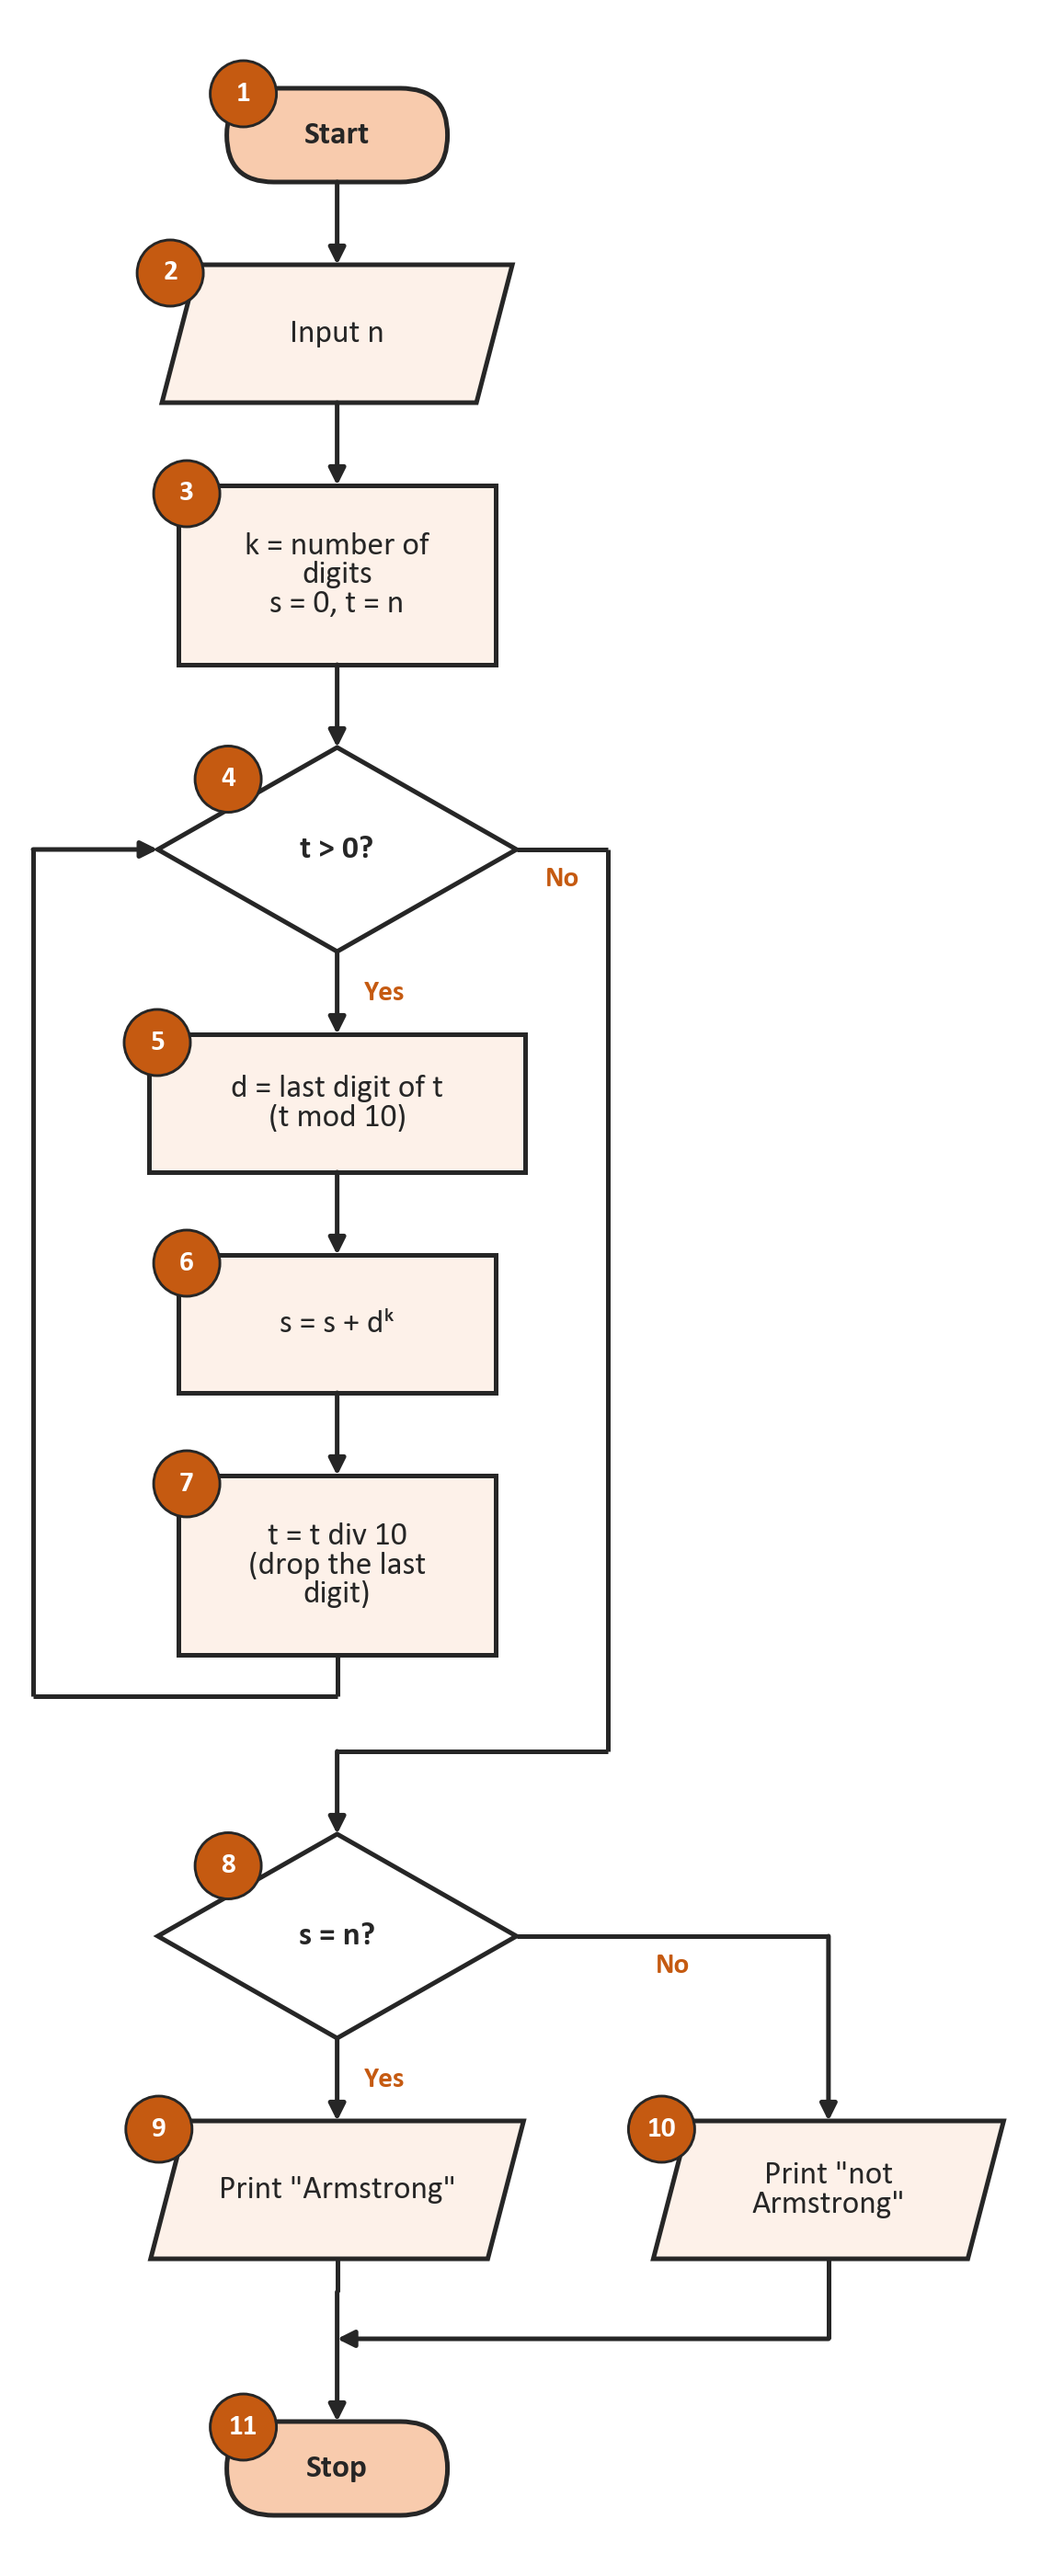 1
Start
2
Input n
3
k = number of
digits
s = 0, t = n
4
t > 0?
No
Yes
5
d = last digit of t
(t mod 10)
6
s = s + dᵏ
7
t = t div 10
(drop the last
digit)
8
s = n?
No
Yes
9
Print "Armstrong"
10
Print "not
Armstrong"
11
Stop